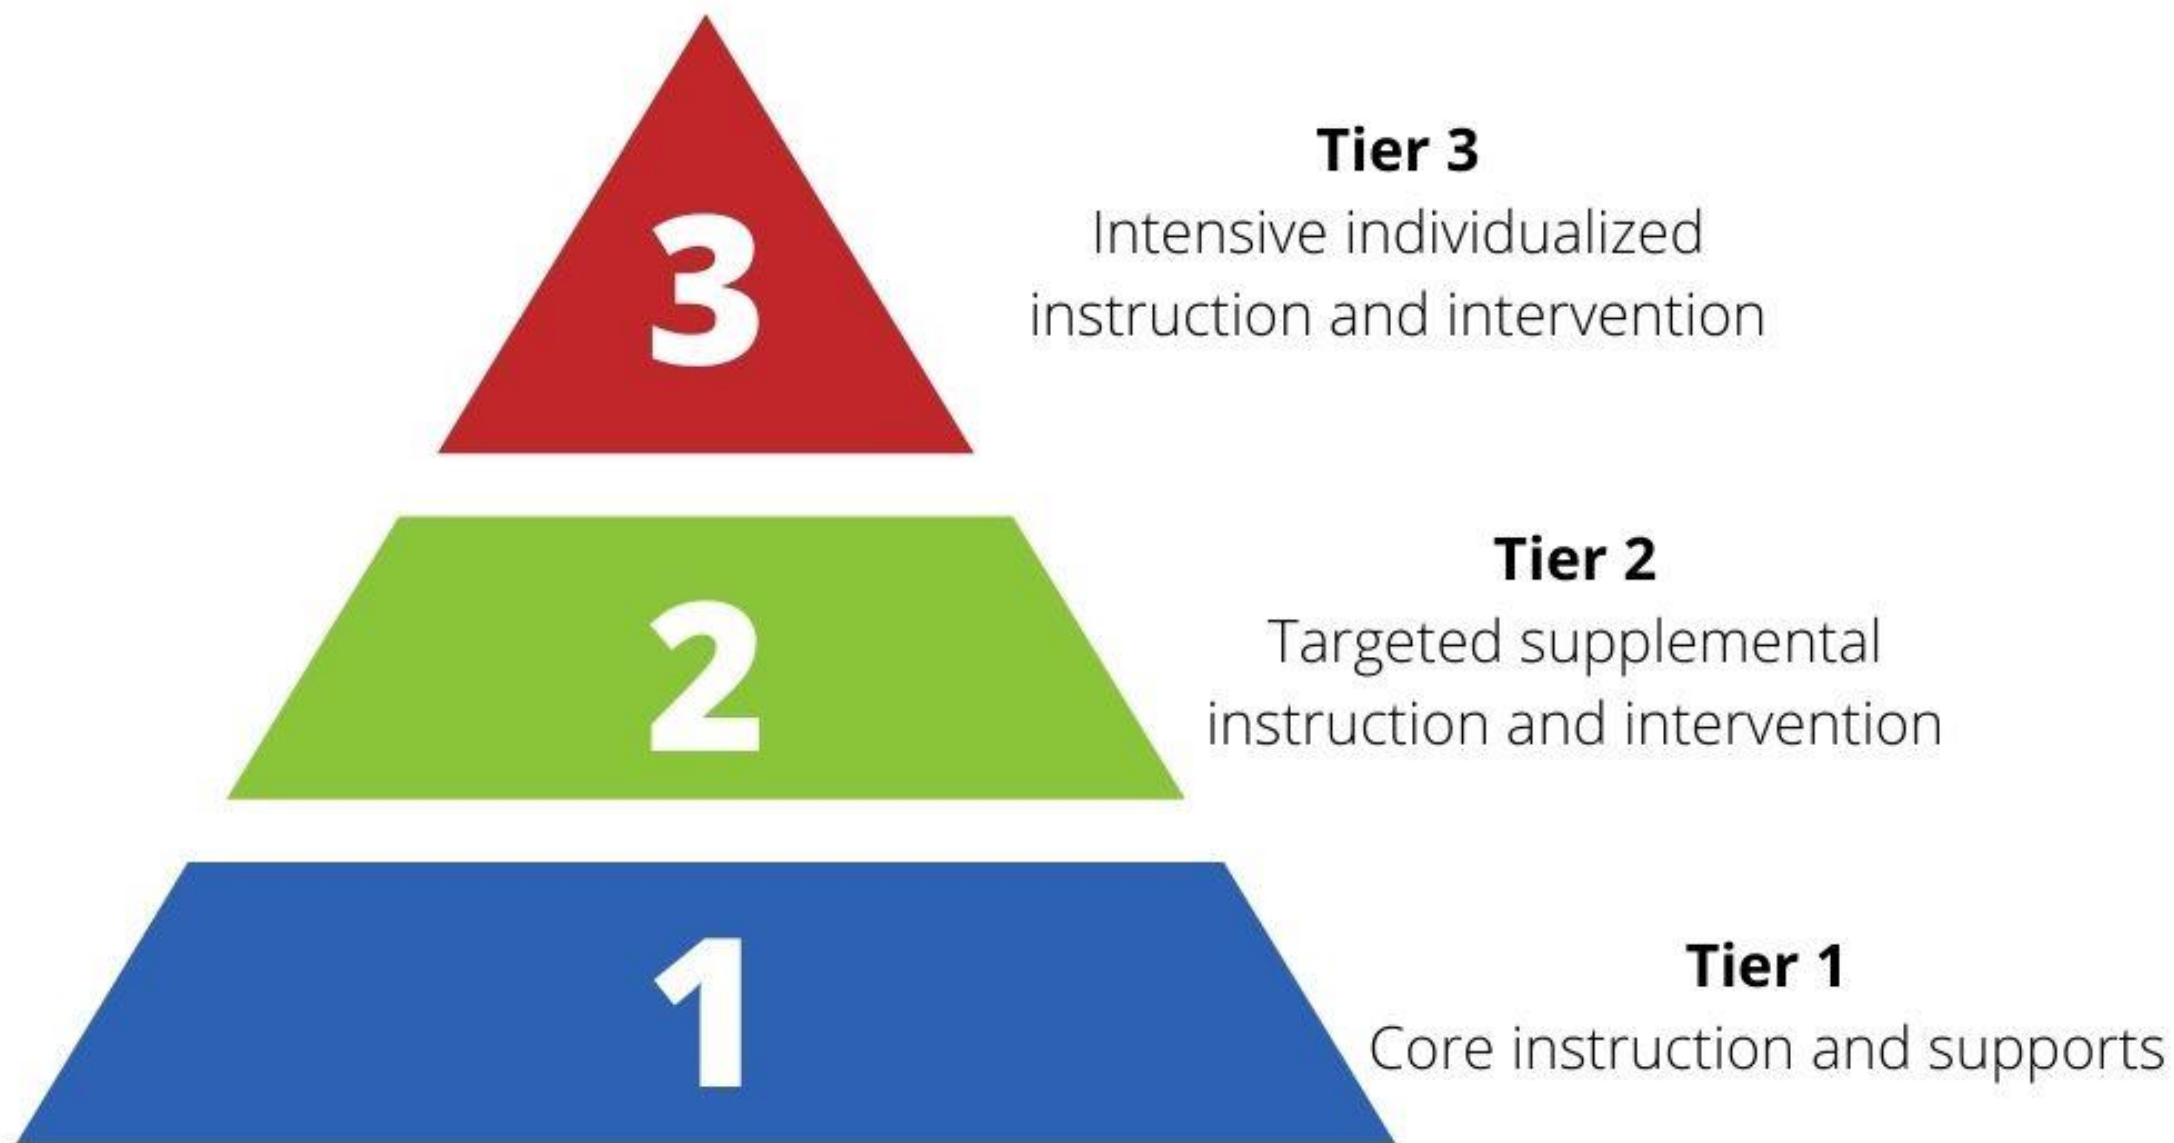 3
Tier 3
Intensive individualized
instruction and intervention
2
Tier 2
Targeted supplemental
instruction and intervention
1
Tier 1
Core instruction and supports